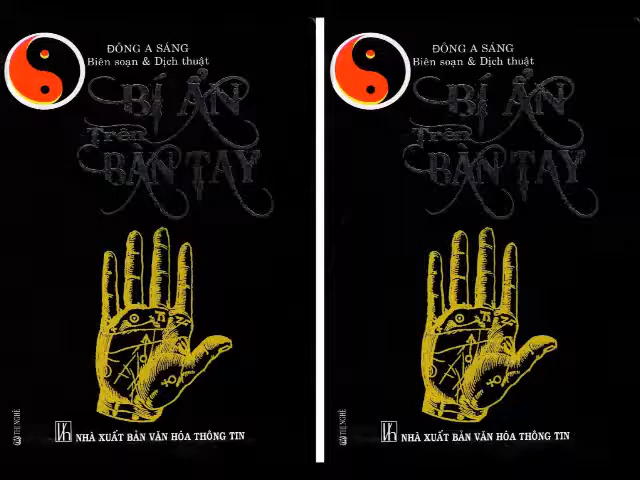 ĐÔNG A SÁNG
Biên soạn & Dịch thuật
BÍ ẨN
Trên
BÀN TAY
NHÀ XUẤT BẢN VĂN HÓA THÔNG TIN
ĐÔNG A SÁNG
Biên soạn & Dịch thuật
BÍ ẨN
Trên
BÀN TAY
NHÀ XUẤT BẢN VĂN HÓA THÔNG TIN